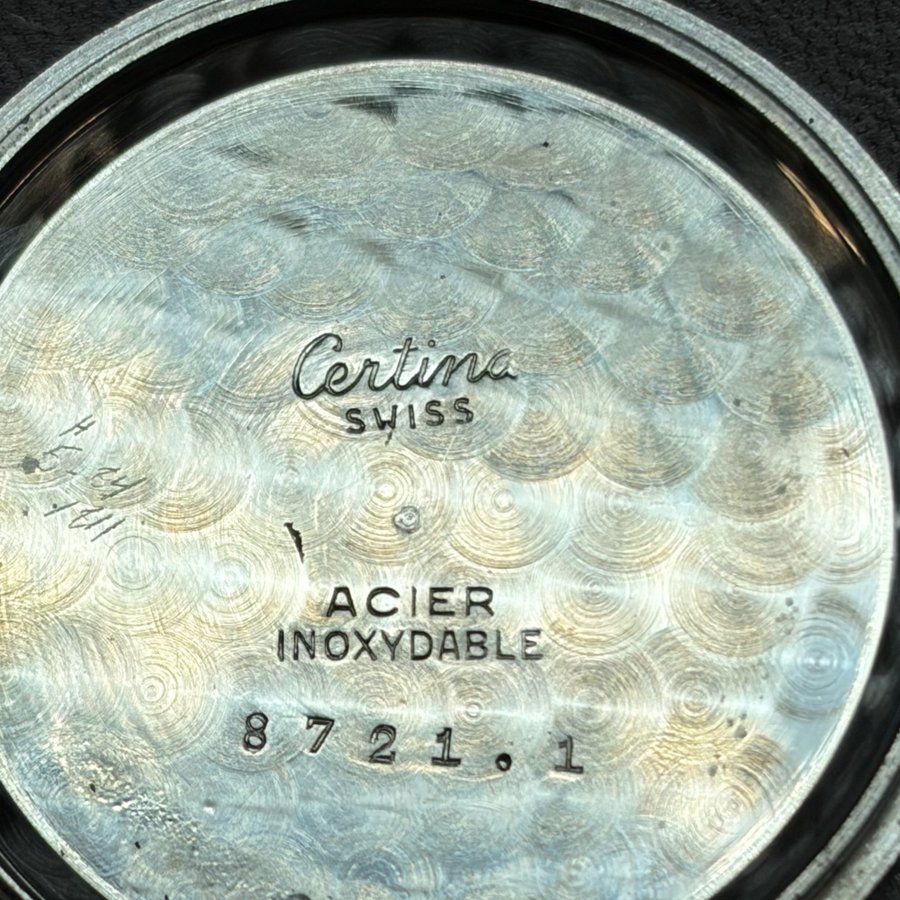 Certina
SWISS
ACIER
INOXYDABLE
8721.1